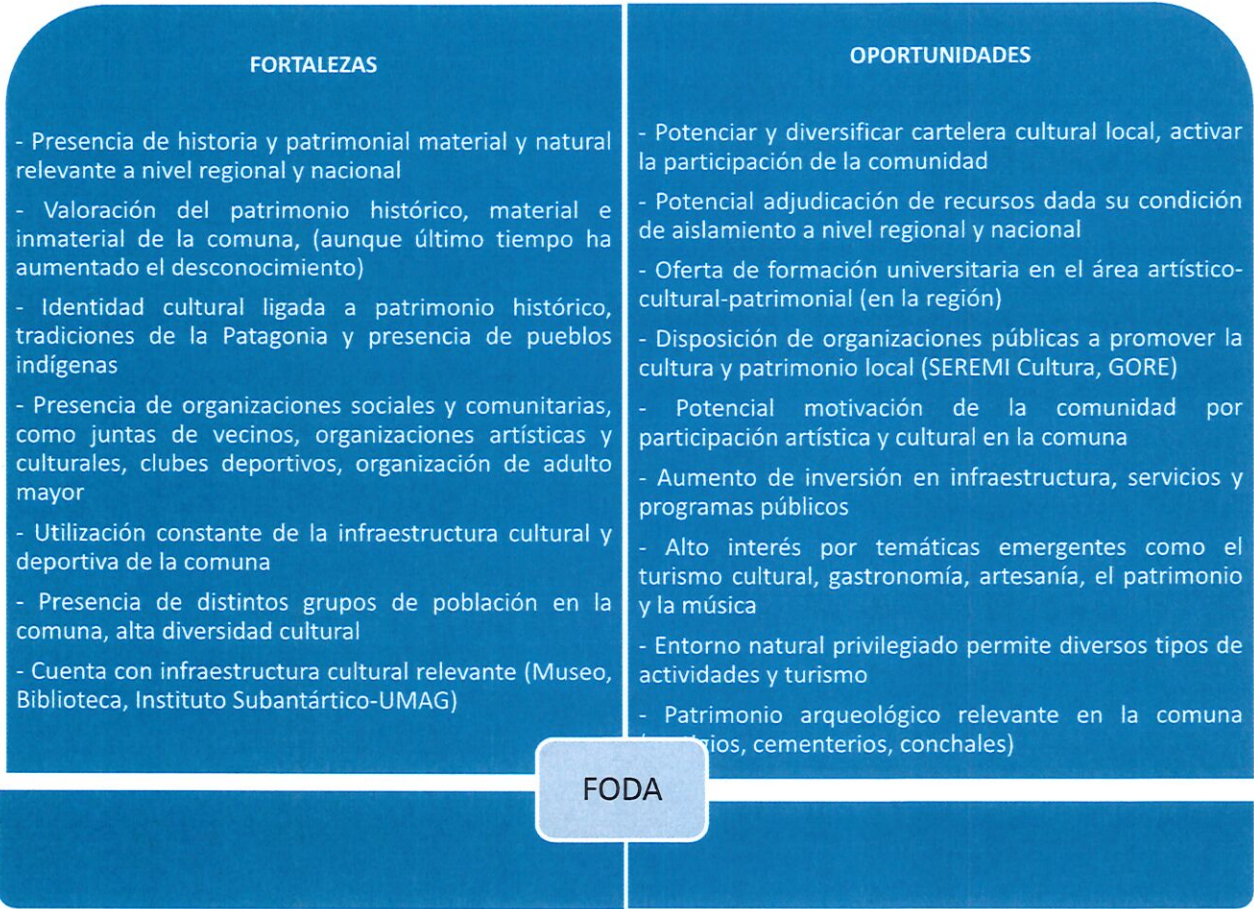 FORTALEZAS
- Presencia de historia y patrimonial material y natural
relevante a nivel regional y nacional
- Valoración del patrimonio histórico, material e
inmaterial de la comuna, (aunque último tiempo ha
aumentado el desconocimiento)
- Identidad cultural ligada a patrimonio histórico,
tradiciones de la Patagonia y presencia de pueblos
indígenas
- Presencia de organizaciones sociales y comunitarias,
como juntas de vecinos, organizaciones artísticas y
culturales, clubes deportivos, organización de adulto
mayor
- Utilización constante de la infraestructura cultural y
deportiva de la comuna
- Presencia de distintos grupos de población en la
comuna, alta diversidad cultural
- Cuenta con infraestructura cultural relevante (Museo,
Biblioteca, Instituto Subantártico-UMAG)
OPORTUNIDADES
- Potenciar y diversificar cartelera cultural local, activar
la participación de la comunidad
- Potencial adjudicación de recursos dada su condición
de aislamiento a nivel regional y nacional
- Oferta de formación universitaria en el área artístico-
cultural-patrimonial (en la región)
- Disposición de organizaciones públicas a promover la
cultura y patrimonio local (SEREMI Cultura, GORE)
- Potencial motivación de la comunidad por
participación artística y cultural en la comuna
- Aumento de inversión en infraestructura, servicios y
programas públicos
- Alto interés por temáticas emergentes como el
turismo cultural, gastronomía, artesanía, el patrimonio
y la música
- Entorno natural privilegiado permite diversos tipos de
actividades y turismo
- Patrimonio arqueológico relevante en la comuna
cementerios, conchales)
FODA